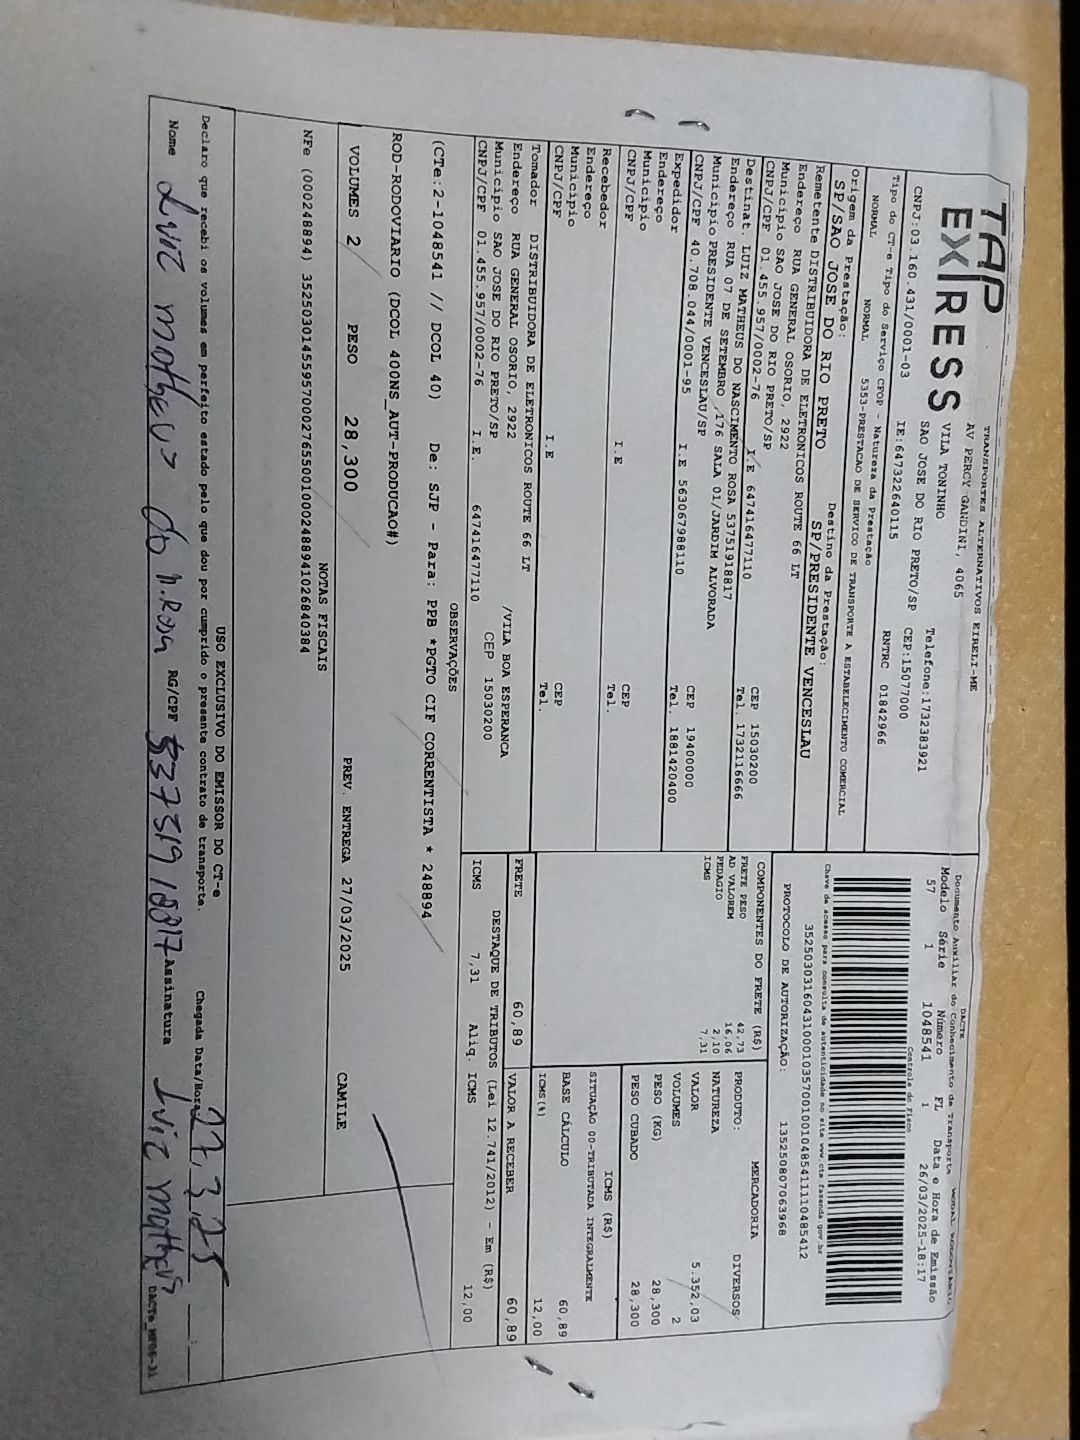 TAP
EXPRESS
TRANSPORTES ALTERNATIVOS EIRELI-ME
AV PERCY GANDINI, 4065
VILA TONINHO
SAO JOSE DO RIO PRETO/SP
Telefone:1732383921
CEP:15077000
CNPJ:03.160.431/0001-03 IE:647322640115 RNTRC 01842966
Tipo do CT-e Tipo do Serviço CFOP - Natureza da Prestação
NORMAL NORMAL 5353-PRESTACAO DE SERVICO DE TRANSPORTE A ESTABELECIMENTO COMERCIAL
Origem da Prestação: Destino da Prestação:
SP/SAO JOSE DO RIO PRETO SP/PRESIDENTE VENCESLAU
Remetente DISTRIBUIDORA DE ELETRONICOS ROUTE 66 LT
Endereço RUA GENERAL OSORIO, 2922
Municipio SAO JOSE DO RIO PRETO/SP CEP 15030200
CNPJ/CPF 01.455.957/0002-76 I.E 647416477110 Tel. 1732116666
Destinat. LUIZ MATHEUS DO NASCIMENTO ROSA 53751918817
Endereço RUA 07 DE SETEMBRO ,176 SALA 01/JARDIM ALVORADA
Municipio PRESIDENTE VENCESLAU/SP CEP 19400000
CNPJ/CPF 40.708.044/0001-95 I.E 563067988110 Tel. 1881420400
Expedidor
Endereço
Municipio CEP
CNPJ/CPF I.E Tel.
Recebedor
Endereço
Municipio CEP
CNPJ/CPF I.E Tel.
Tomador DISTRIBUIDORA DE ELETRONICOS ROUTE 66 LT
Endereço RUA GENERAL OSORIO, 2922 /VILA BOA ESPERANCA
Municipio SAO JOSE DO RIO PRETO/SP CEP 15030200
CNPJ/CPF 01.455.957/0002-76 I.E. 647416477110
DACTE
Documento Auxiliar do Conhecimento de Transporte
Modelo Série Número FL Data e Hora de Emissão
57 1 1048541 1 26/03/2025-18:17
Controle do Fisco
Chave de acesso para consulta de autenticidade no site www.cte.fazenda.gov.br
35250303160431000103570010010485411110485412
PROTOCOLO DE AUTORIZAÇÃO: 135250807063968
COMPONENTES DO FRETE (R$)
FRETE PESO 42,73
AD VALOREM 16,06
PEDAGIO 2,10
ICMS 7,31
FRETE 60,89
MERCADORIA
PRODUTO: DIVERSOS
NATUREZA
VALOR 5.352,03
VOLUMES 2
PESO (KG) 28,300
PESO CUBADO 28,300
ICMS (R$)
SITUAÇÃO 00-TRIBUTADA INTEGRALMENTE
BASE CÁLCULO 60,89
ICMS(%) 12,00
VALOR A RECEBER 60,89
DESTAQUE DE TRIBUTOS (Lei 12.741/2012) - Em (R$)
ICMS 7,31 Aliq. ICMS 12,00
OBSERVAÇÕES
(CTe:2-1048541 // DCOL 40) De: SJP - Para: PPB *PGTO CIF CORRENTISTA * 248894
ROD-RODOVIARIO (DCOL 400NS_AUT-PRODUCAO#)
VOLUMES 2 PESO 28,300 PREV. ENTREGA 27/03/2025 CAMILE
NOTAS FISCAIS
NFe (000248894) 35250301455957000276550010002488941026840384
USO EXCLUSIVO DO EMISSOR DO CT-e
Declaro que recebi os volumes em perfeito estado pelo que dou por cumprido o presente contrato de transporte. Chegada Data/Hora 27,3,25
Nome Luiz matheus do n. Rosa RG/CPF 53751918817 Assinatura Luiz matheus